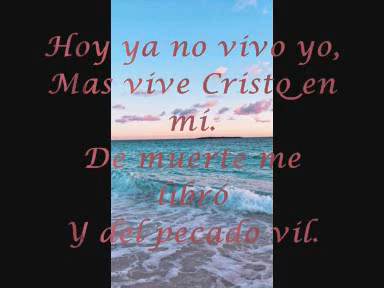 Hoy ya no vivo yo,
Mas vive Cristo en
mí.
De muerte me
libró
Y del pecado vil.